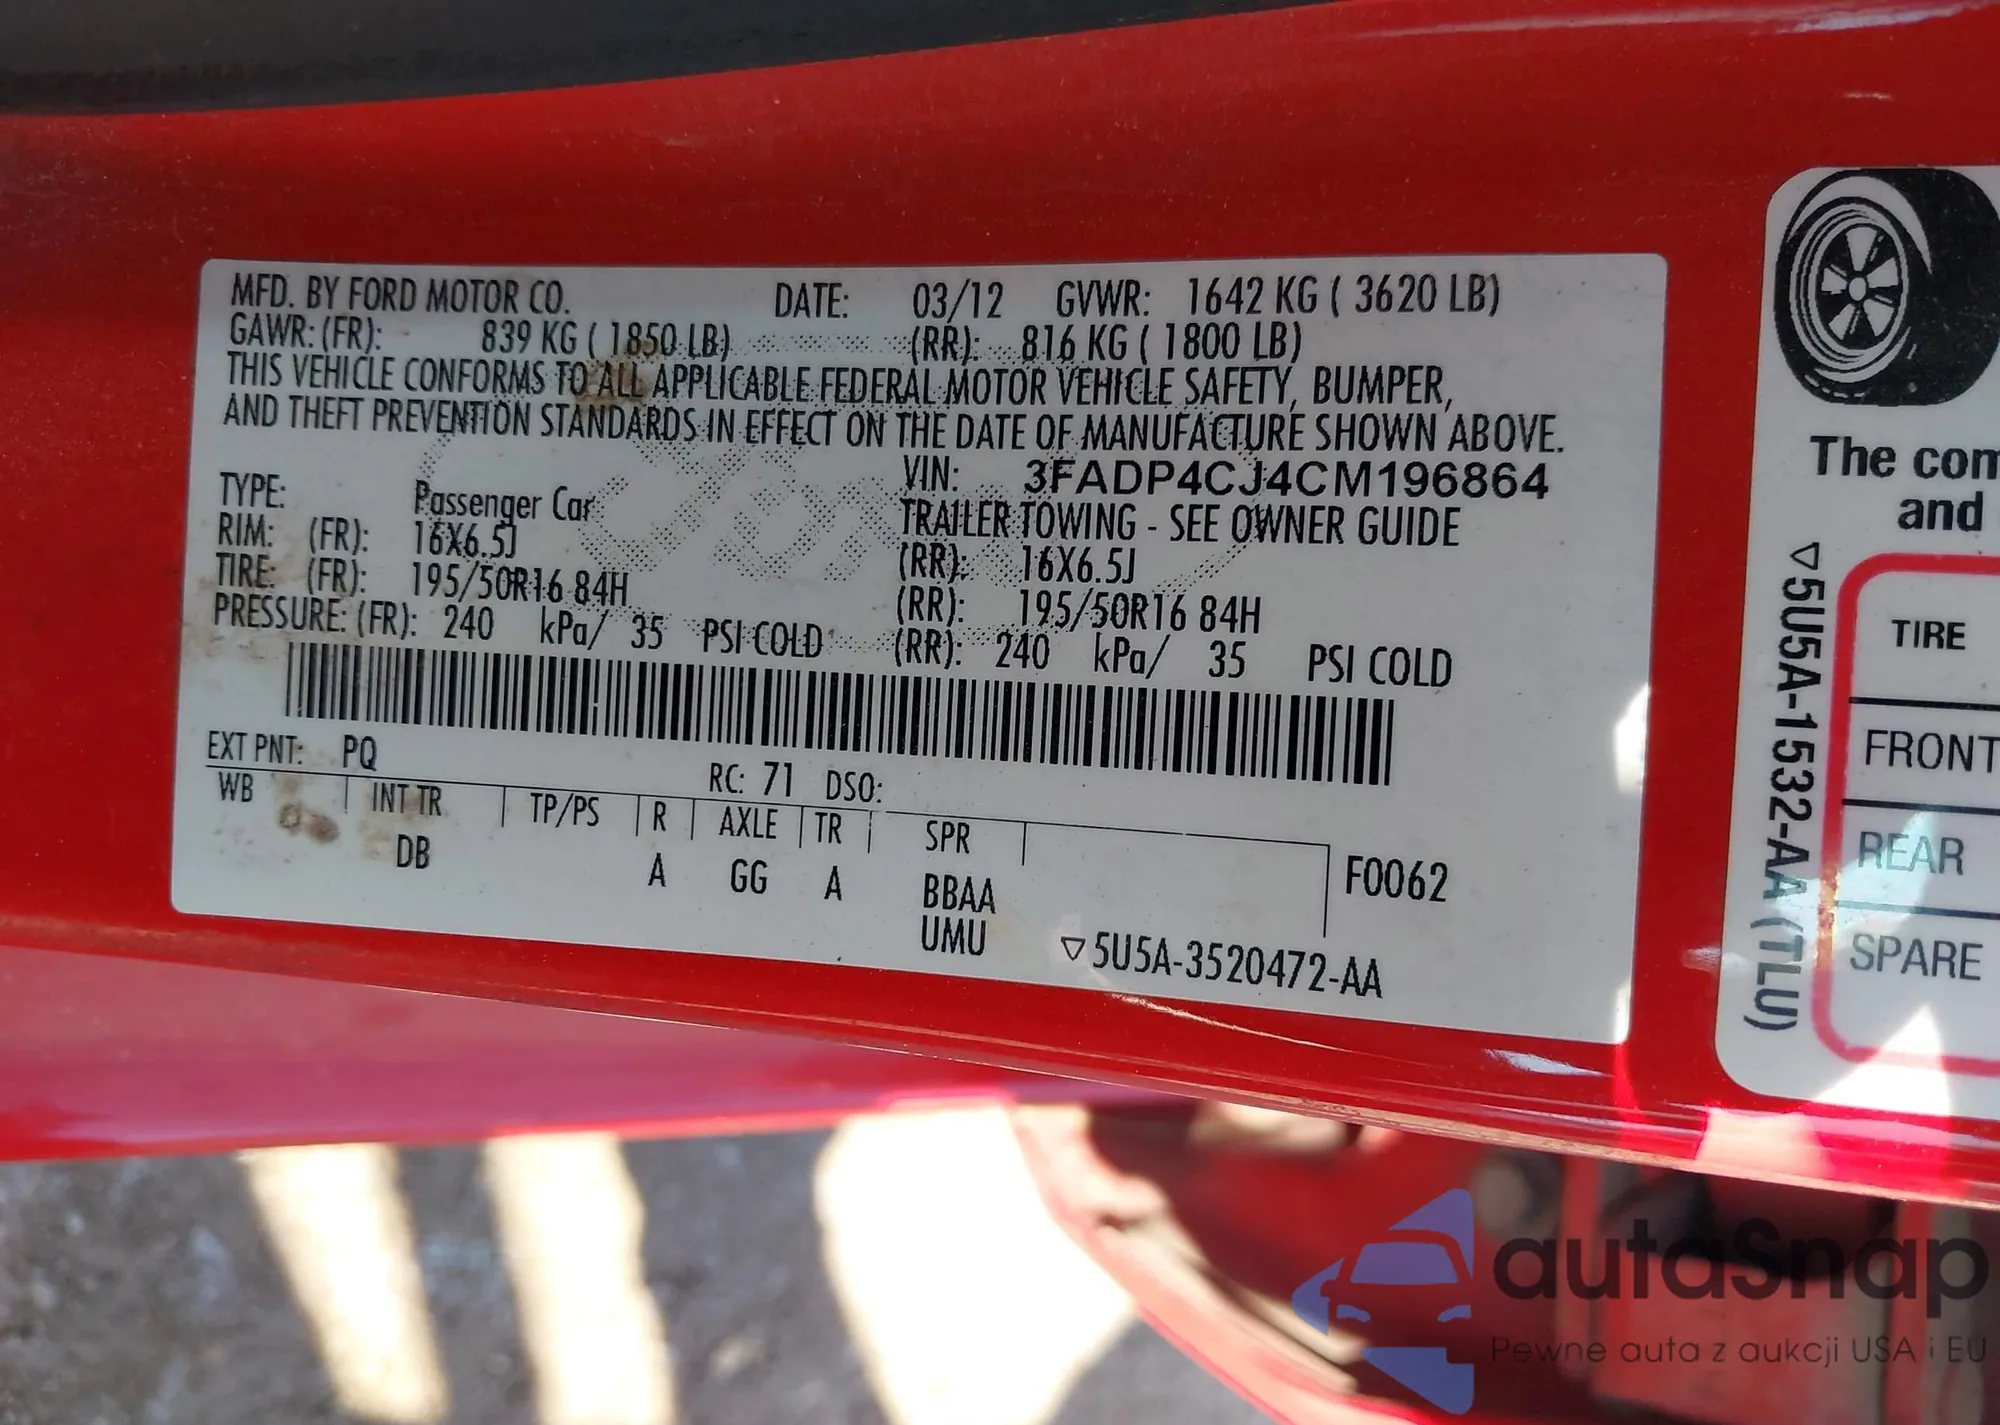 MFD. BY FORD MOTOR CO. DATE: 03/12 GVWR: 1642 KG ( 3620 LB)
GAWR: (FR): 839 KG ( 1850 LB) (RR): 816 KG ( 1800 LB)
THIS VEHICLE CONFORMS TO ALL APPLICABLE FEDERAL MOTOR VEHICLE SAFETY, BUMPER,
AND THEFT PREVENTION STANDARDS IN EFFECT ON THE DATE OF MANUFACTURE SHOWN ABOVE.
VIN: 3FADP4CJ4CM196864
TYPE: Passenger Car TRAILER TOWING - SEE OWNER GUIDE
RIM: (FR): 16X6.5J (RR): 16X6.5J
TIRE: (FR): 195/50R16 84H (RR): 195/50R16 84H
PRESSURE: (FR): 240 kPa/ 35 PSI COLD (RR): 240 kPa/ 35 PSI COLD
EXT PNT: PQ RC: 71 DSO:
WB INT TR TP/PS R AXLE TR SPR
DB A GG A BBAA F0062
UMU ▽5U5A-3520472-AA
The com
and
▽5U5A-1532-AA (TLU)
TIRE
FRONT
REAR
SPARE
autaSnap
Pewne auta z aukcji USA i EU